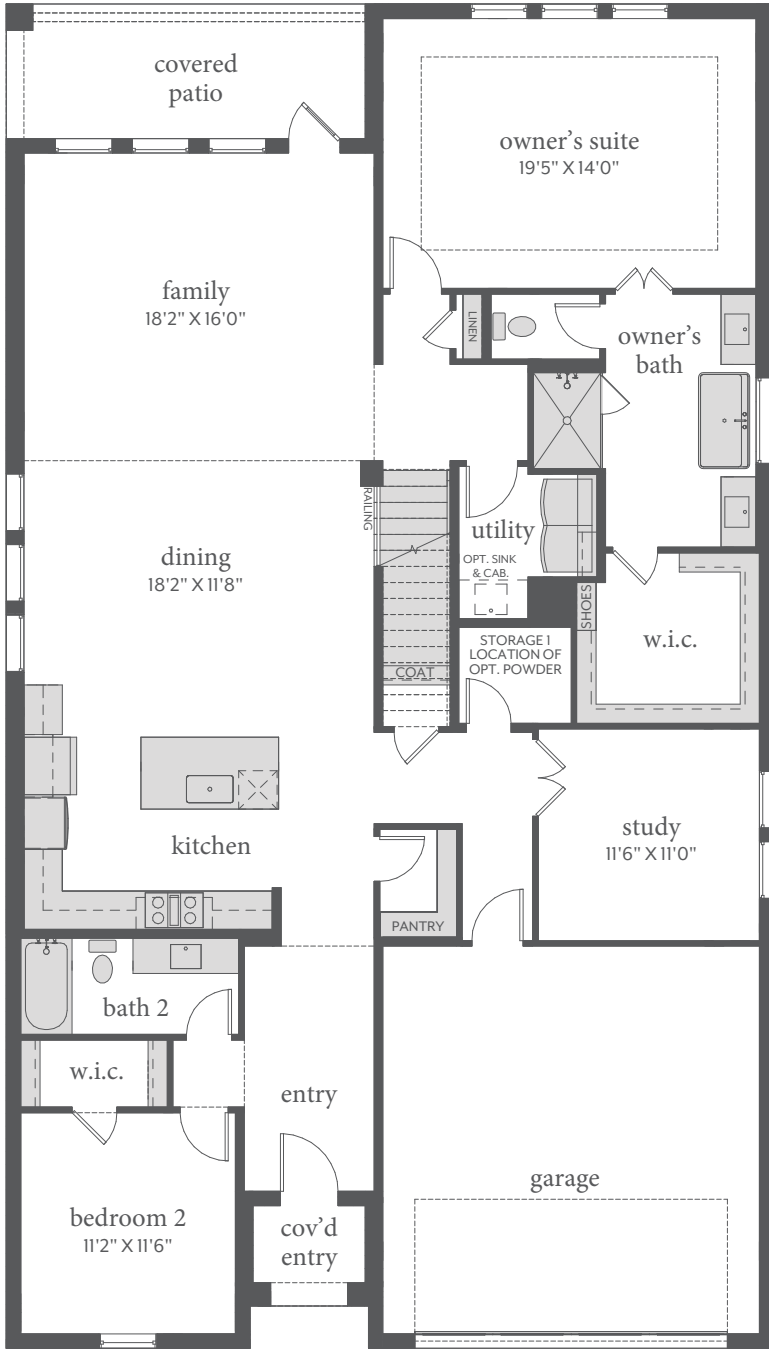 covered
patio
owner's suite
19'5" X 14'0"
family
18'2" X 16'0"
LINEN
owner's
bath
RAILING
dining
18'2" X 11'8"
utility
OPT. SINK
& CAB.
SHOES
w.i.c.
STORAGE 1
LOCATION OF
OPT. POWDER
COAT
kitchen
study
11'6" X 11'0"
PANTRY
bath 2
w.i.c.
entry
garage
bedroom 2
11'2" X 11'6"
cov'd
entry